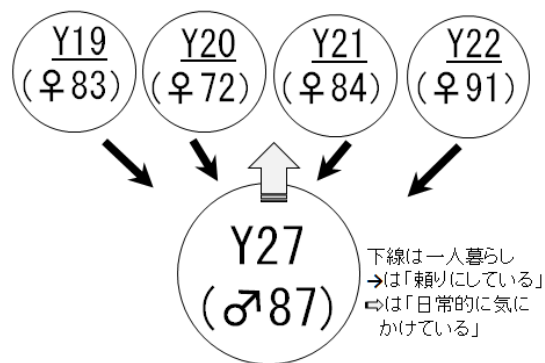 Y19
(♀83)
Y20
(♀72)
Y21
(♀84)
Y22
(♀91)
Y27
(♂87)
下線は一人暮らし
→は「頼りにしている」
⇨は「日常的に気に
かけている」